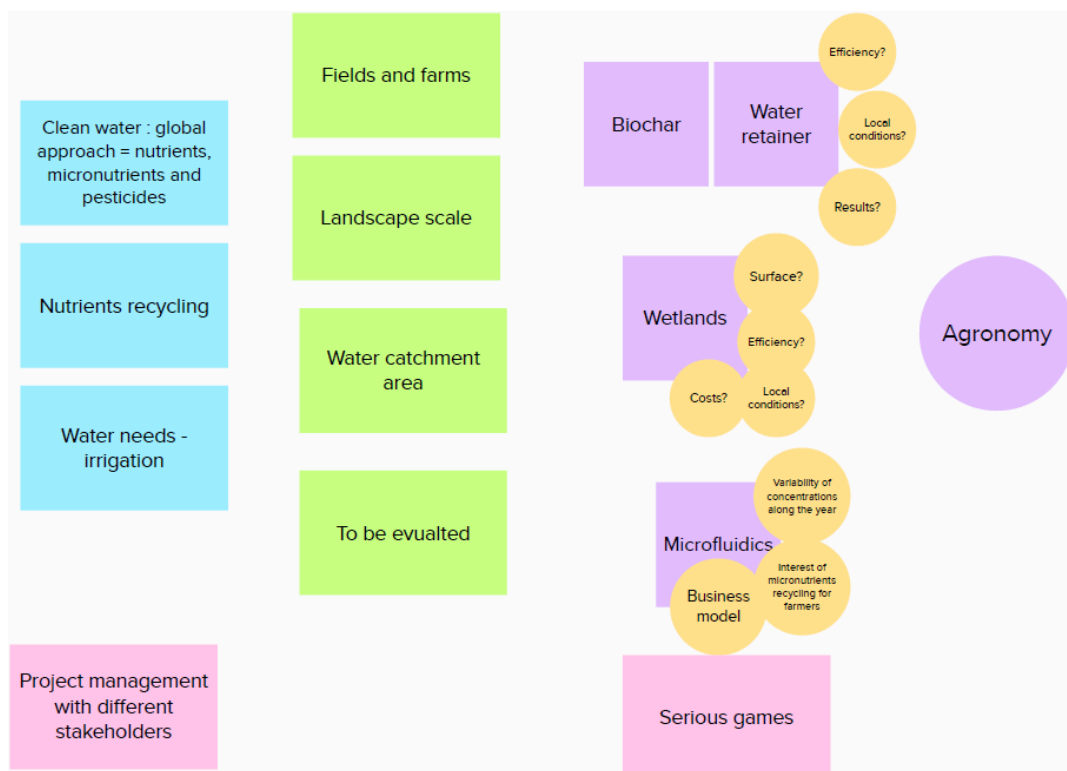 Clean water : global
approach = nutrients,
micronutrients and
pesticides
Nutrients recycling
Water needs -
irrigation
Project management
with different
stakeholders
Fields and farms
Landscape scale
Water catchment
area
To be evualted
Biochar
Water
retainer
Efficiency?
Local
conditions?
Results?
Wetlands
Surface?
Efficiency?
Costs?
Local
conditions?
Microfluidics
Variability of
concentrations
along the year
Interest of
micronutrients
recycling for
farmers
Business
model
Serious games
Agronomy